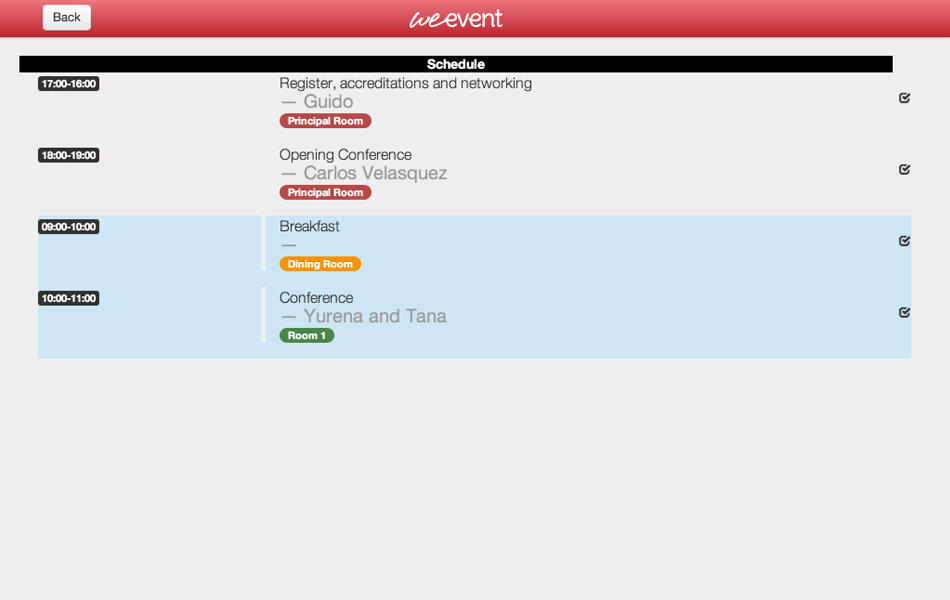 Back
weevent
Schedule
17:00-16:00
Register, accreditations and networking
— Guido
Principal Room
18:00-19:00
Opening Conference
— Carlos Velasquez
Principal Room
09:00-10:00
Breakfast
—
Dining Room
10:00-11:00
Conference
— Yurena and Tana
Room 1